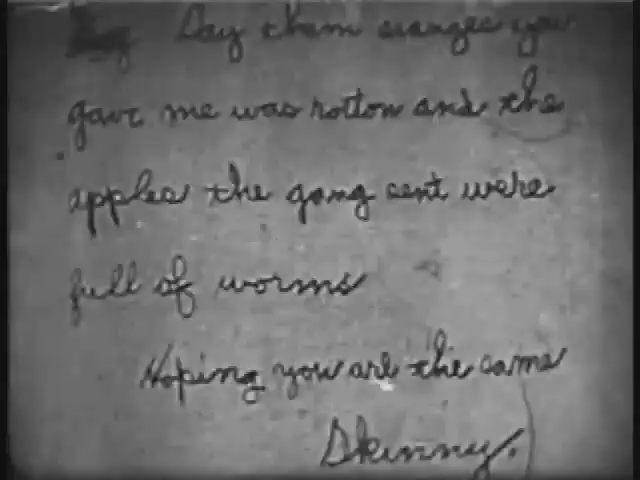 Say tham oranges you
gave me was rotton and the
apples the gang sent were
full of worms
Hoping you are the same
Skinny.